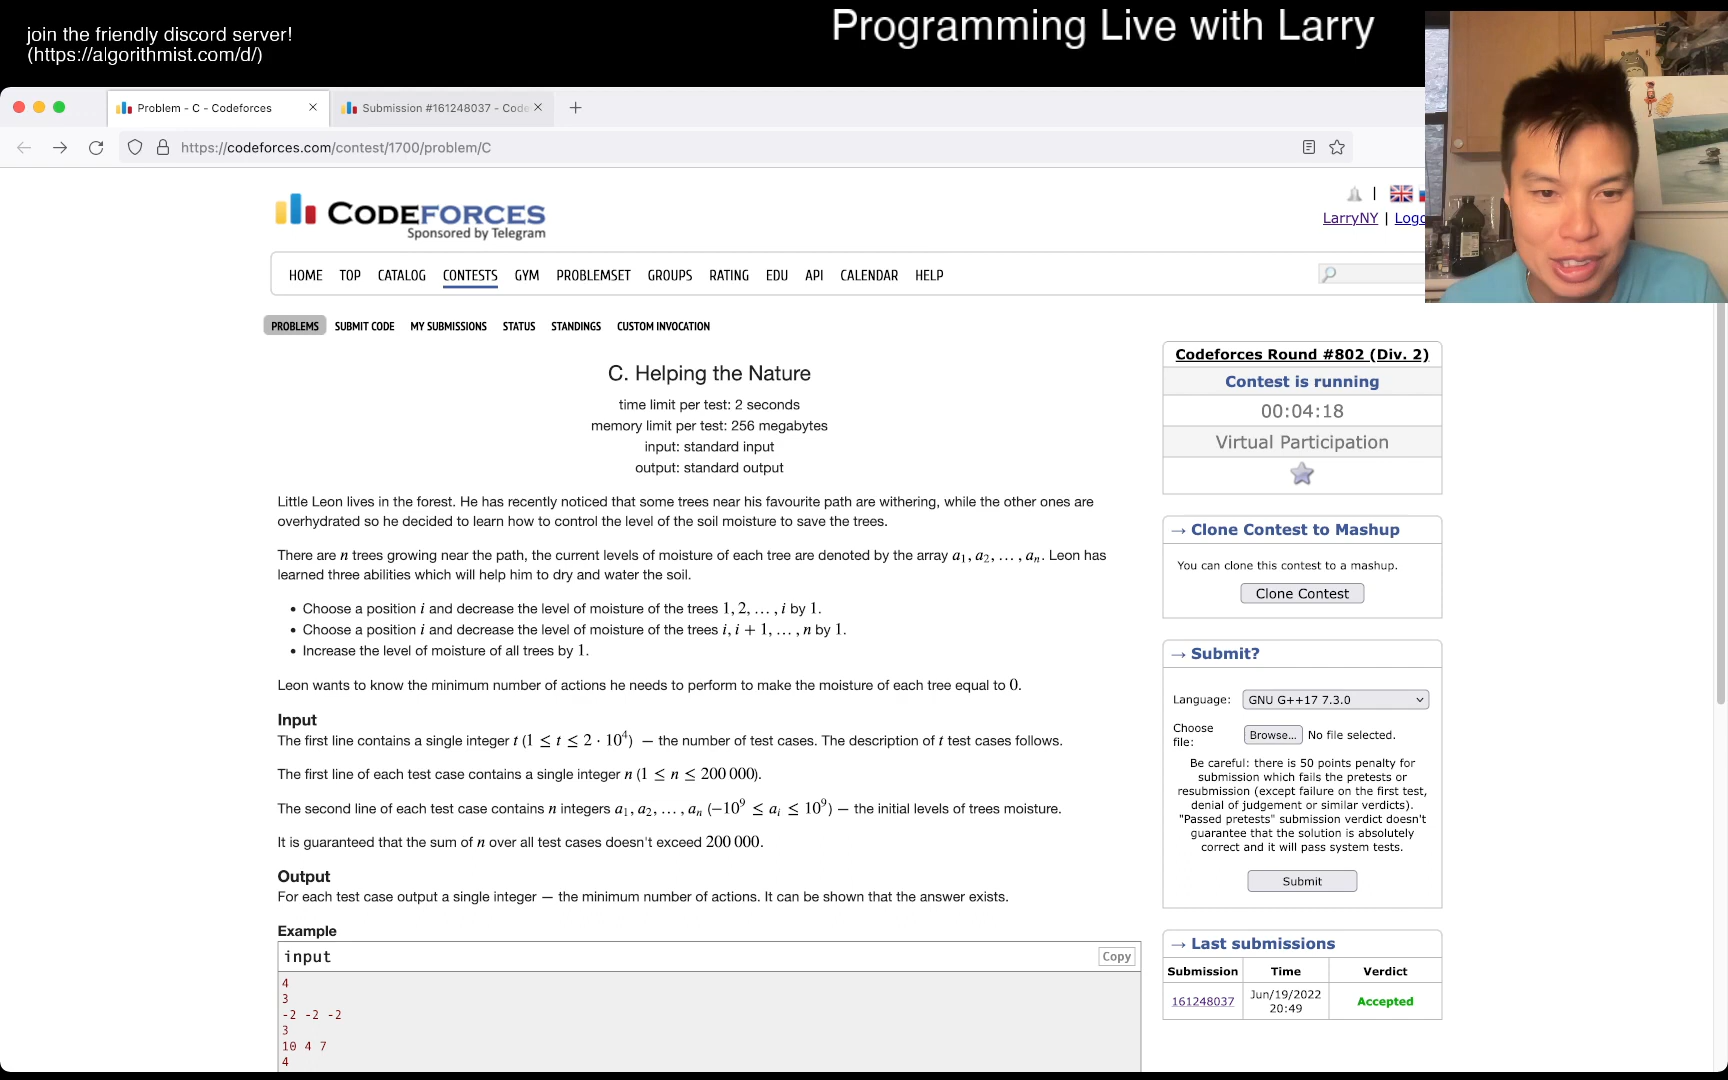 join the friendly discord server!
(https://algorithmist.com/d/)
Programming Live with Larry
Problem - C - Codeforces
Submission #161248037 - Code
https://codeforces.com/contest/1700/problem/C
CODEFORCES
Sponsored by Telegram
LarryNY | Logo
HOME TOP CATALOG CONTESTS GYM PROBLEMSET GROUPS RATING EDU API CALENDAR HELP
PROBLEMS SUBMIT CODE MY SUBMISSIONS STATUS STANDINGS CUSTOM INVOCATION
C. Helping the Nature
time limit per test: 2 seconds
memory limit per test: 256 megabytes
input: standard input
output: standard output
Little Leon lives in the forest. He has recently noticed that some trees near his favourite path are withering, while the other ones are
overhydrated so he decided to learn how to control the level of the soil moisture to save the trees.
There are n trees growing near the path, the current levels of moisture of each tree are denoted by the array a₁, a₂, …, aₙ. Leon has
learned three abilities which will help him to dry and water the soil.
• Choose a position i and decrease the level of moisture of the trees 1, 2, …, i by 1.
• Choose a position i and decrease the level of moisture of the trees i, i + 1, …, n by 1.
• Increase the level of moisture of all trees by 1.
Leon wants to know the minimum number of actions he needs to perform to make the moisture of each tree equal to 0.
Input
The first line contains a single integer t (1 ≤ t ≤ 2 · 10⁴) — the number of test cases. The description of t test cases follows.
The first line of each test case contains a single integer n (1 ≤ n ≤ 200 000).
The second line of each test case contains n integers a₁, a₂, …, aₙ (−10⁹ ≤ aᵢ ≤ 10⁹) — the initial levels of trees moisture.
It is guaranteed that the sum of n over all test cases doesn't exceed 200 000.
Output
For each test case output a single integer — the minimum number of actions. It can be shown that the answer exists.
Example
input
Copy
4
3
-2 -2 -2
3
10 4 7
4
Codeforces Round #802 (Div. 2)
Contest is running
00:04:18
Virtual Participation
→ Clone Contest to Mashup
You can clone this contest to a mashup.
Clone Contest
→ Submit?
Language: GNU G++17 7.3.0
Choose file: Browse... No file selected.
Be careful: there is 50 points penalty for
submission which fails the pretests or
resubmission (except failure on the first test,
denial of judgement or similar verdicts).
"Passed pretests" submission verdict doesn't
guarantee that the solution is absolutely
correct and it will pass system tests.
Submit
→ Last submissions
Submission Time Verdict
161248037 Jun/19/2022 20:49 Accepted